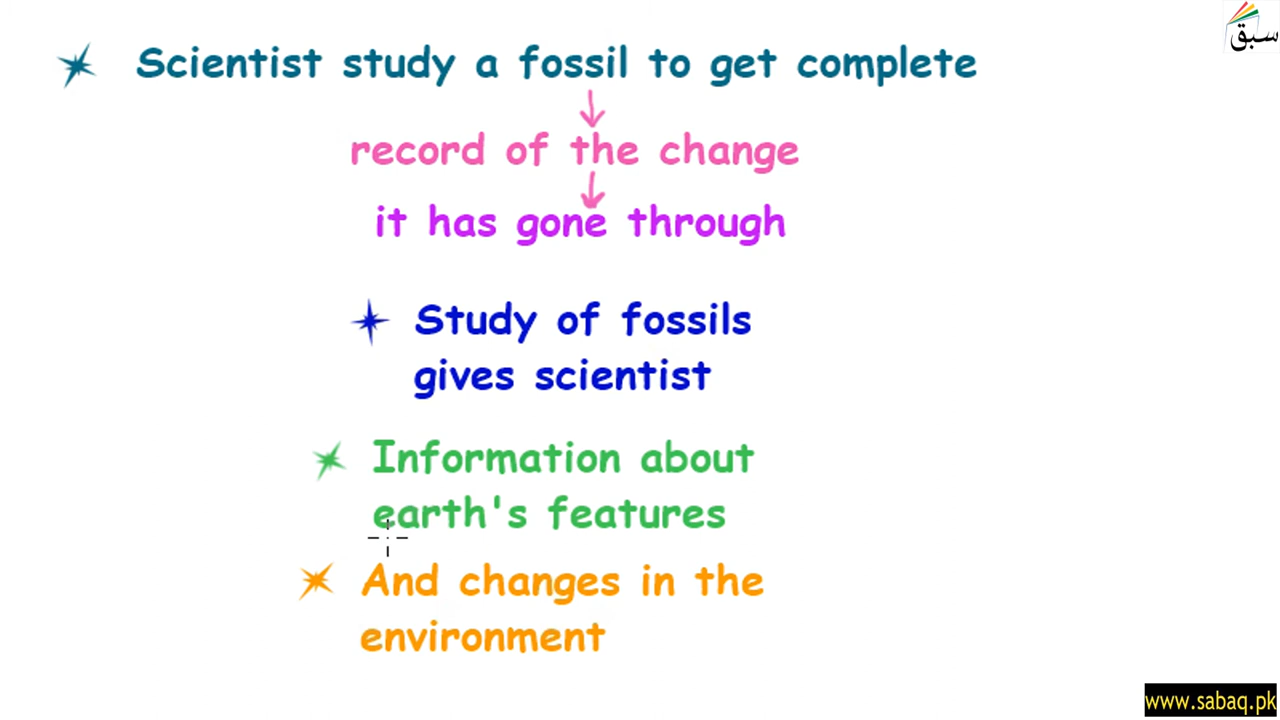 سبق
Scientist study a fossil to get complete
record of the change
it has gone through
Study of fossils
gives scientist
Information about
earth's features
And changes in the
environment
www.sabaq.pk